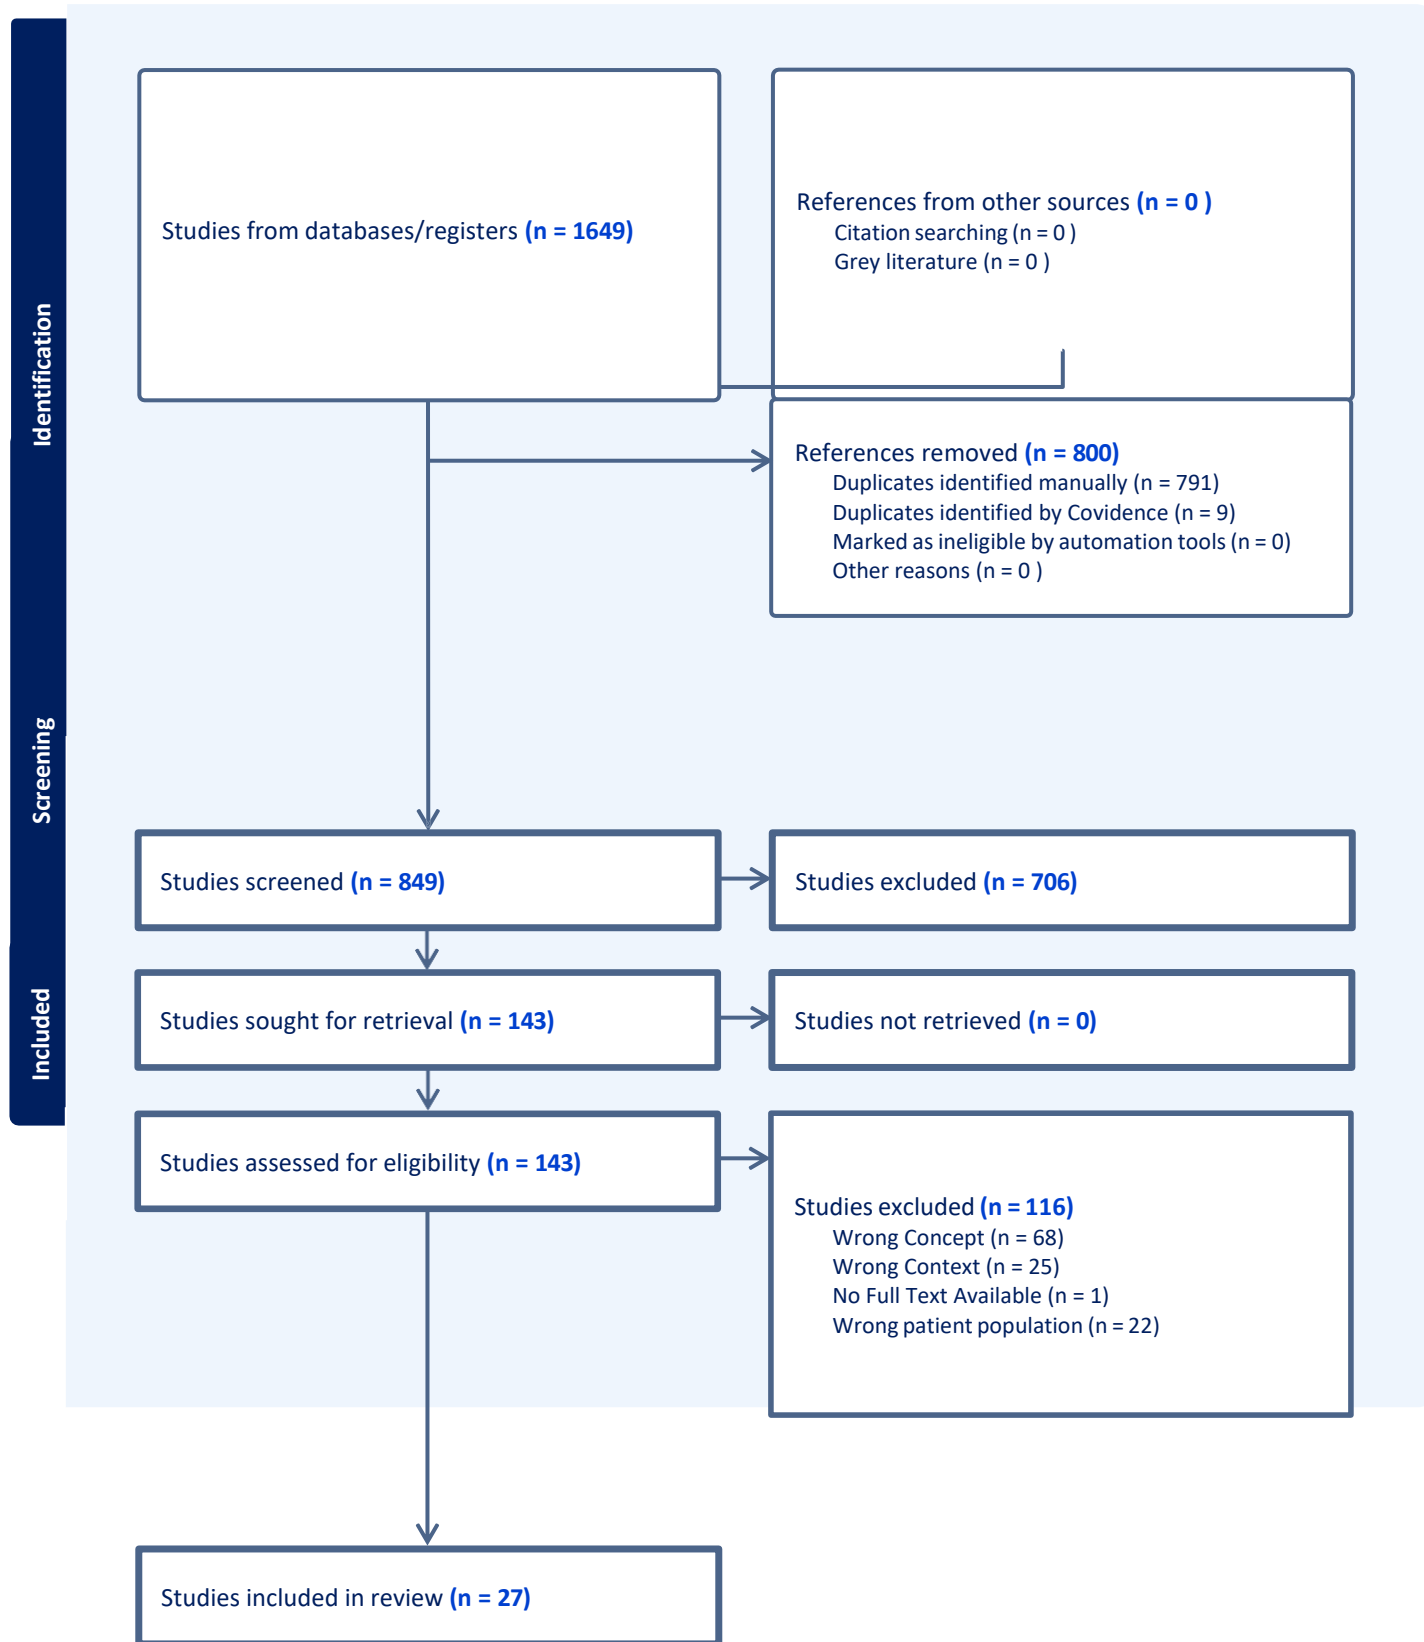 Identification
Studies from databases/registers (n = 1649)
References from other sources (n = 0 )
Citation searching (n = 0 )
Grey literature (n = 0 )
References removed (n = 800)
Duplicates identified manually (n = 791)
Duplicates identified by Covidence (n = 9)
Marked as ineligible by automation tools (n = 0)
Other reasons (n = 0 )
Screening
Studies screened (n = 849)
Studies excluded (n = 706)
Studies sought for retrieval (n = 143)
Studies not retrieved (n = 0)
Included
Studies assessed for eligibility (n = 143)
Studies excluded (n = 116)
Wrong Concept (n = 68)
Wrong Context (n = 25)
No Full Text Available (n = 1)
Wrong patient population (n = 22)
Studies included in review (n = 27)